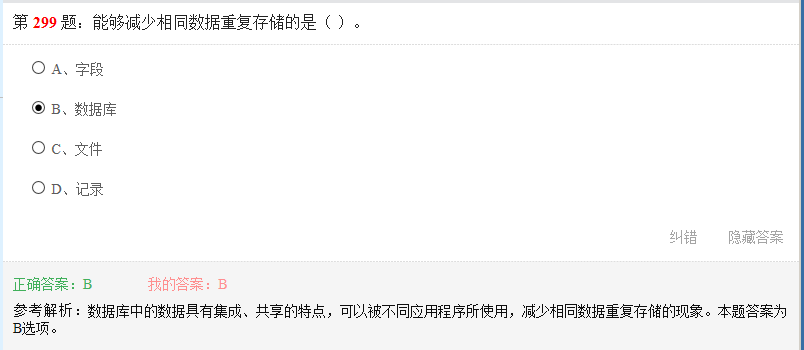 第 299 题：能够减少相同数据重复存储的是（ ）。
A、字段
B、数据库
C、文件
D、记录
纠错 隐藏答案
正确答案：B 我的答案：B
参考解析：数据库中的数据具有集成、共享的特点，可以被不同应用程序所使用，减少相同数据重复存储的现象。本题答案为
B选项。